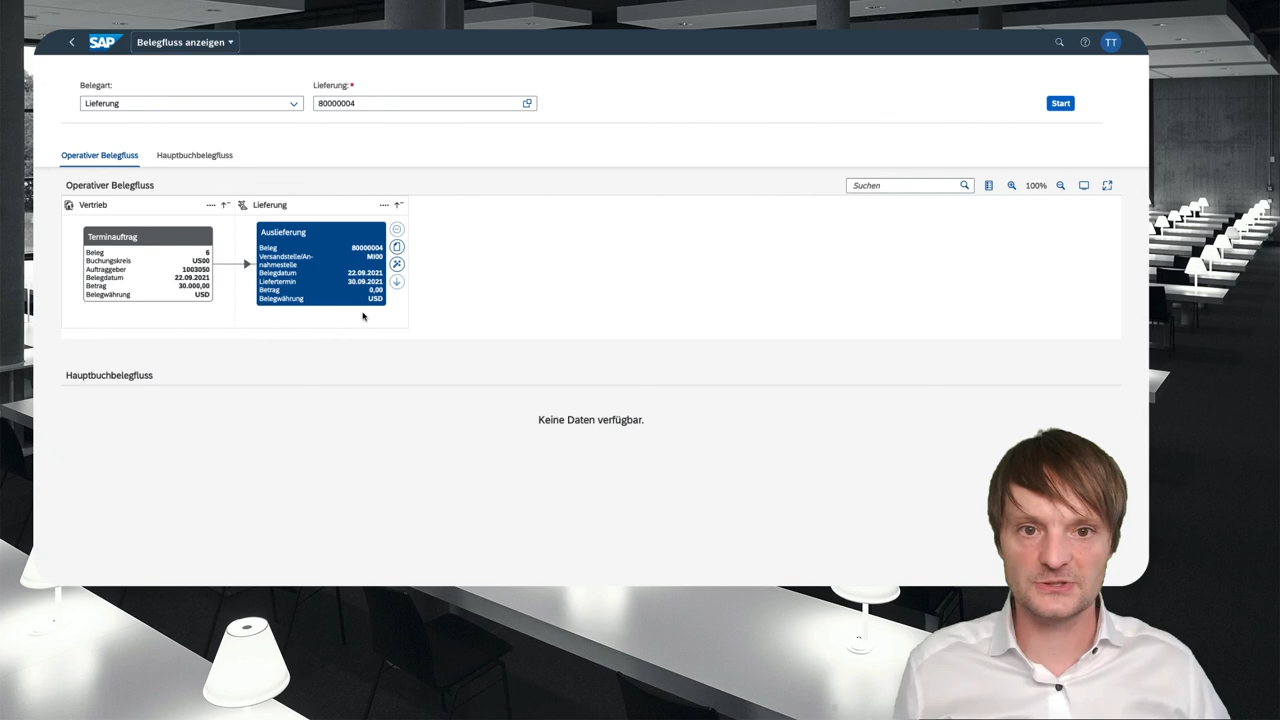 SAP
Belegfluss anzeigen
TT
Belegart:
Lieferung:*
Lieferung
80000004
Start
Operativer Belegfluss
Hauptbuchbelegfluss
Operativer Belegfluss
Suchen
100%
Vertrieb
Lieferung
Terminauftrag
Beleg 6
Buchungskreis US00
Auftraggeber 1003050
Belegdatum 22.09.2021
Betrag 30.000,00
Belegwährung USD
Auslieferung
Beleg 80000004
Versandstelle/An-
nahmestelle MI00
Belegdatum 22.09.2021
Liefertermin 30.09.2021
Betrag 0,00
Belegwährung USD
Hauptbuchbelegfluss
Keine Daten verfügbar.